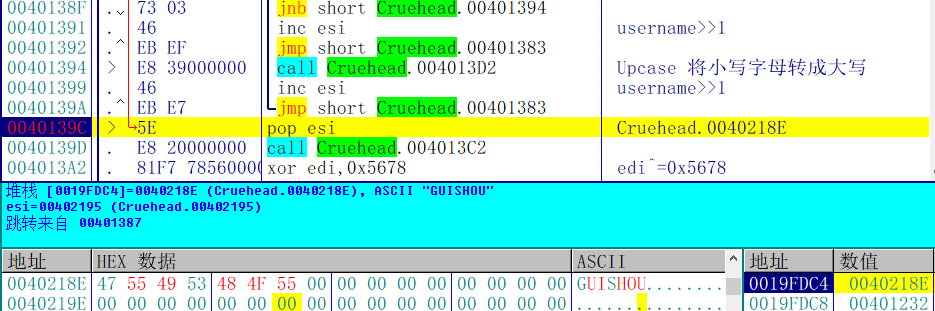 0040138F . 73 03 jnb short Cruehead.00401394
00401391 . 46 inc esi username>>1
00401392 .^ EB EF jmp short Cruehead.00401383
00401394 > E8 39000000 call Cruehead.004013D2 Upcase 将小写字母转成大写
00401399 . 46 inc esi username>>1
0040139A .^ EB E7 jmp short Cruehead.00401383
0040139C > 5E pop esi Cruehead.0040218E
0040139D . E8 20000000 call Cruehead.004013C2
004013A2 . 81F7 78560000 xor edi,0x5678 edi^=0x5678
堆栈 [0019FDC4]=0040218E (Cruehead.0040218E), ASCII "GUISHOU"
esi=00402195 (Cruehead.00402195)
跳转来自 00401387
地址 HEX 数据 ASCII 地址 数值
0040218E 47 55 49 53 48 4F 55 00 00 00 00 00 00 00 00 00 GUISHOU......... 0019FDC4 0040218E
0040219E 00 00 00 00 00 00 00 00 00 00 00 00 00 00 00 00 ................ 0019FDC8 00401232